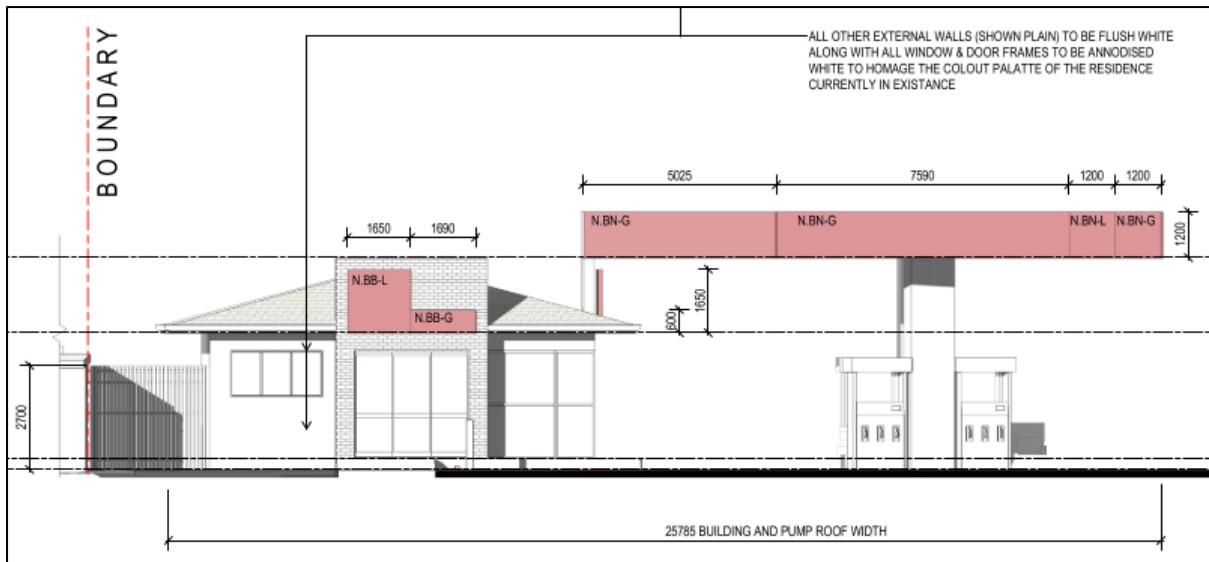 BOUNDARY
ALL OTHER EXTERNAL WALLS (SHOWN PLAIN) TO BE FLUSH WHITE
ALONG WITH ALL WINDOW & DOOR FRAMES TO BE ANNODISED
WHITE TO HOMAGE THE COLOUT PALATTE OF THE RESIDENCE
CURRENTLY IN EXISTANCE
5025
7590
1200
1200
N.BN-G
N.BN-G
N.BN-L
N.BN-G
1200
1650
1690
N.BB-L
N.BB-G
600
1650
2700
25785 BUILDING AND PUMP ROOF WIDTH